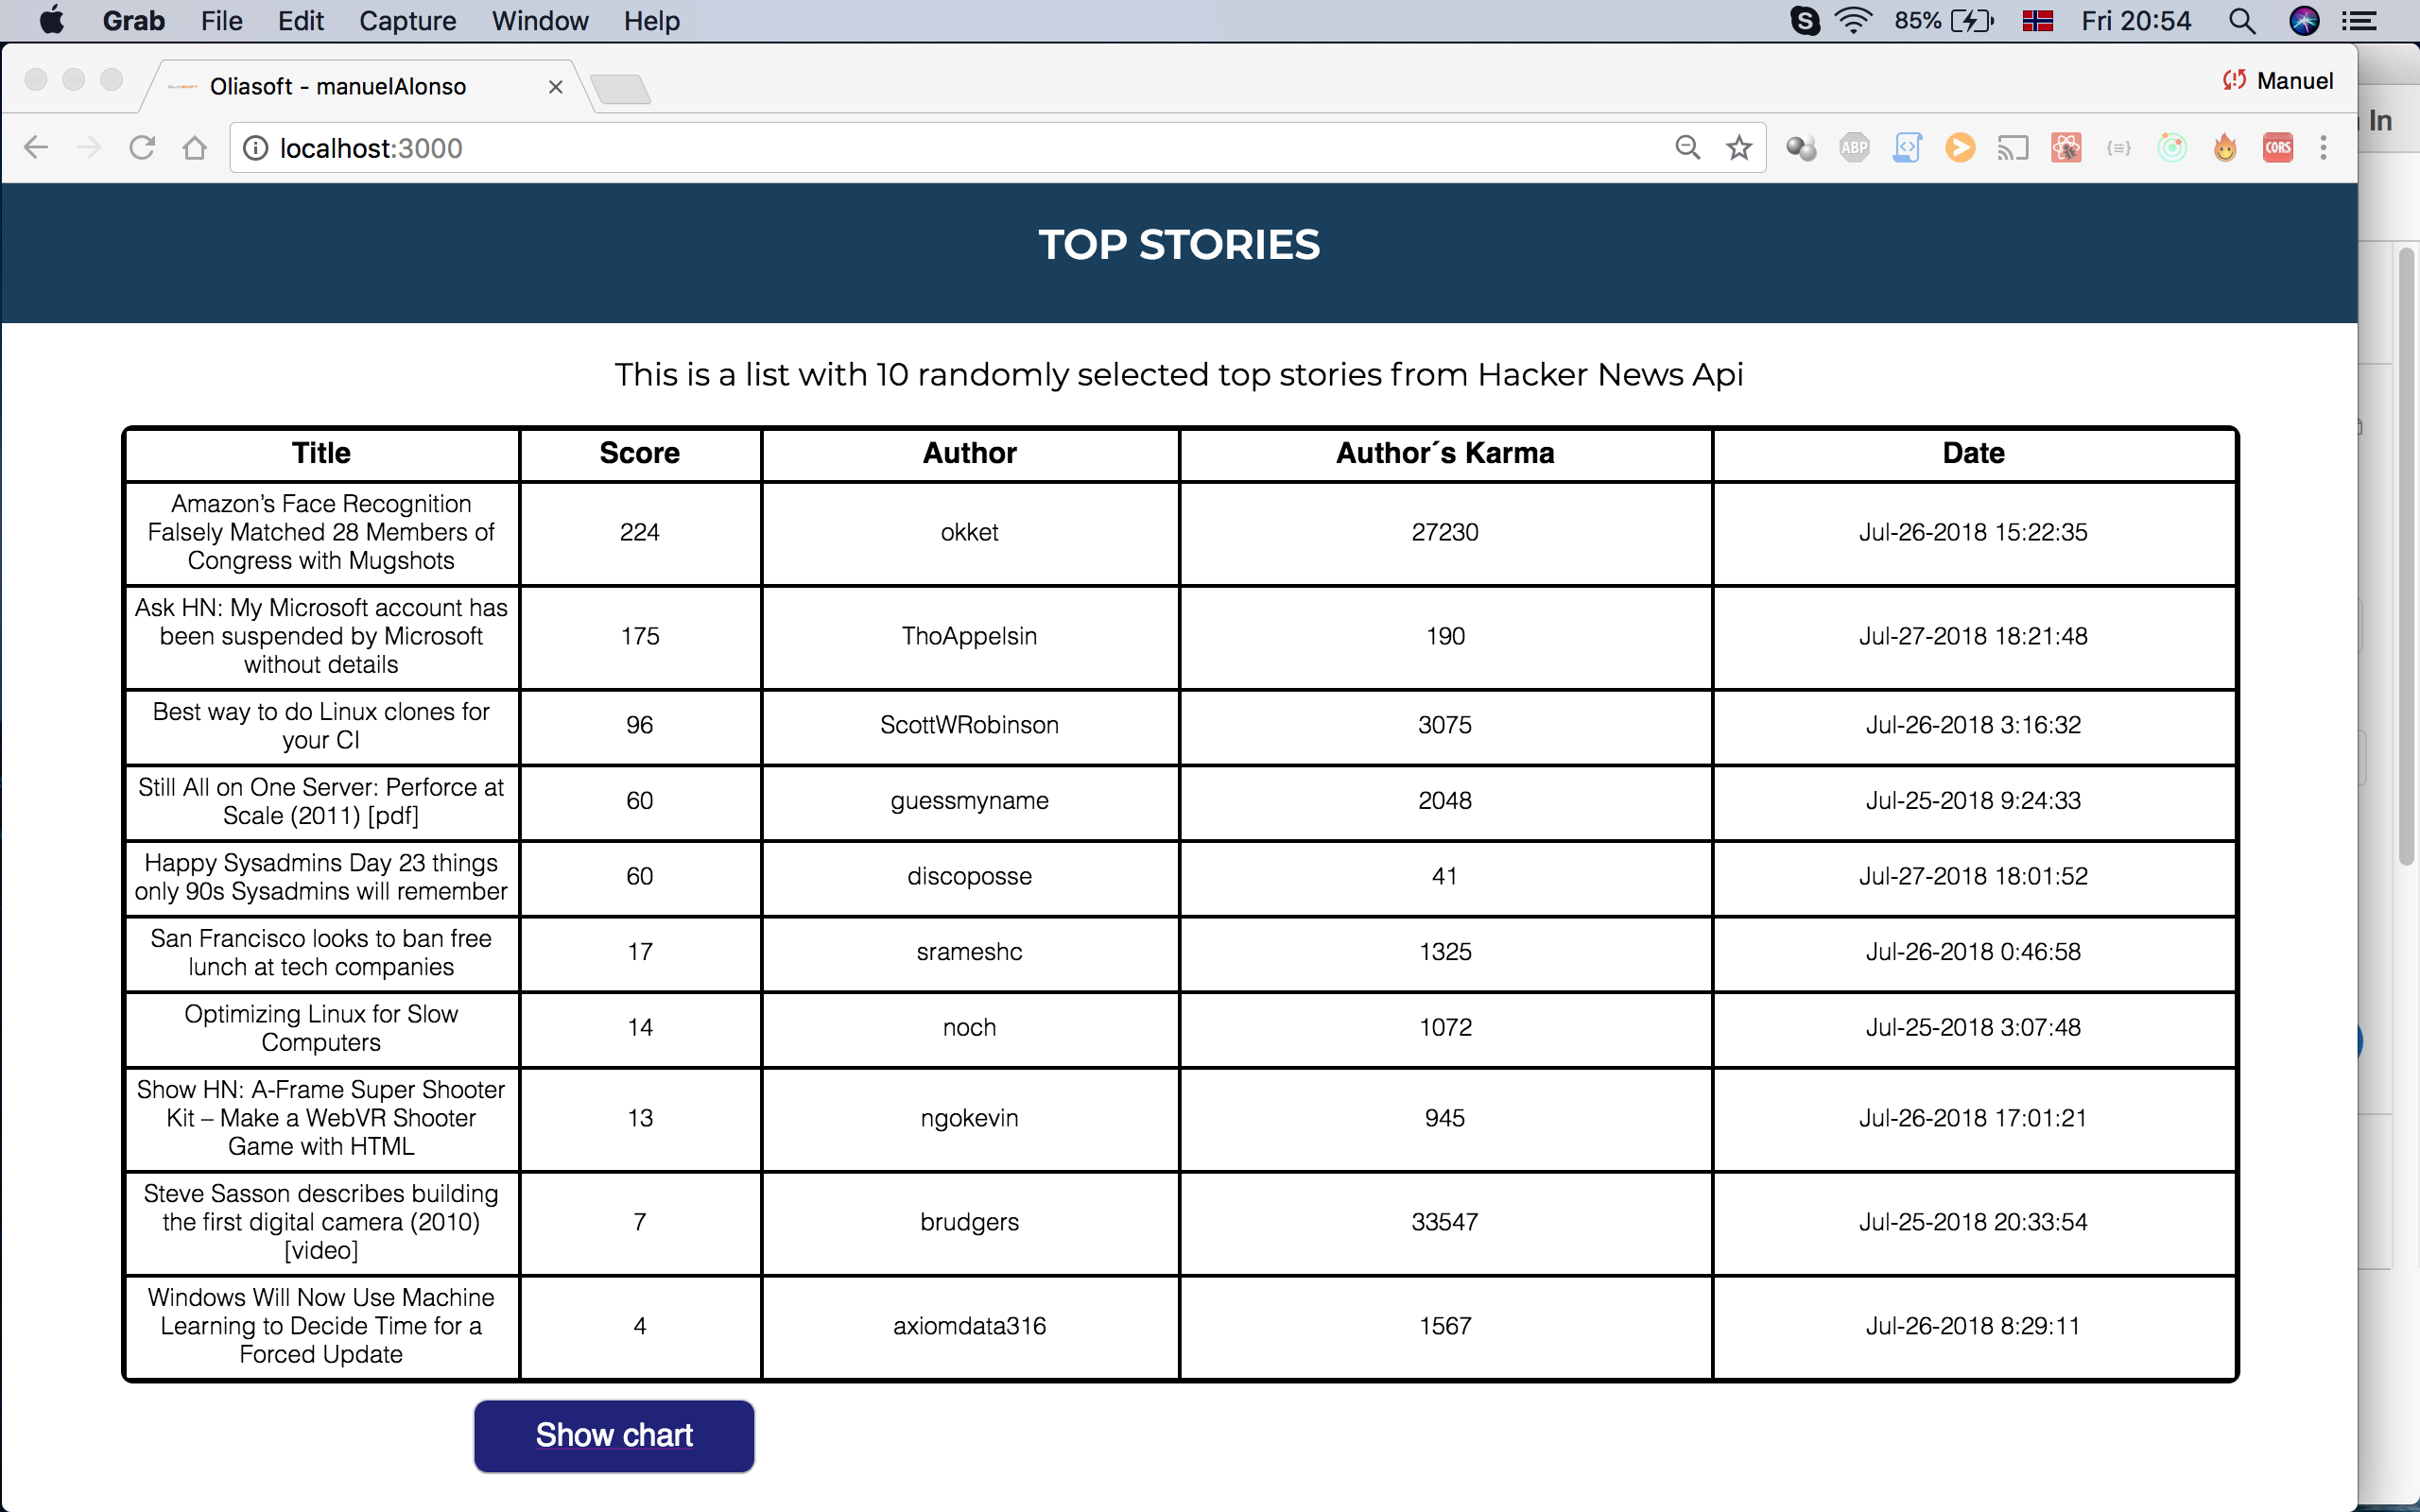 Grab File Edit Capture Window Help 85% Fri 20:54
Oliasoft - manuelAlonso Manuel
In
localhost:3000 ABP CORS
TOP STORIES
This is a list with 10 randomly selected top stories from Hacker News Api
Title Score Author Author´s Karma Date
Amazon’s Face Recognition
Falsely Matched 28 Members of
Congress with Mugshots
224 okket 27230 Jul-26-2018 15:22:35
Ask HN: My Microsoft account has
been suspended by Microsoft
without details
175 ThoAppelsin 190 Jul-27-2018 18:21:48
Best way to do Linux clones for
your CI
96 ScottWRobinson 3075 Jul-26-2018 3:16:32
Still All on One Server: Perforce at
Scale (2011) [pdf]
60 guessmyname 2048 Jul-25-2018 9:24:33
Happy Sysadmins Day 23 things
only 90s Sysadmins will remember
60 discoposse 41 Jul-27-2018 18:01:52
San Francisco looks to ban free
lunch at tech companies
17 srameshc 1325 Jul-26-2018 0:46:58
Optimizing Linux for Slow
Computers
14 noch 1072 Jul-25-2018 3:07:48
Show HN: A-Frame Super Shooter
Kit – Make a WebVR Shooter
Game with HTML
13 ngokevin 945 Jul-26-2018 17:01:21
Steve Sasson describes building
the first digital camera (2010)
[video]
7 brudgers 33547 Jul-25-2018 20:33:54
Windows Will Now Use Machine
Learning to Decide Time for a
Forced Update
4 axiomdata316 1567 Jul-26-2018 8:29:11
Show chart